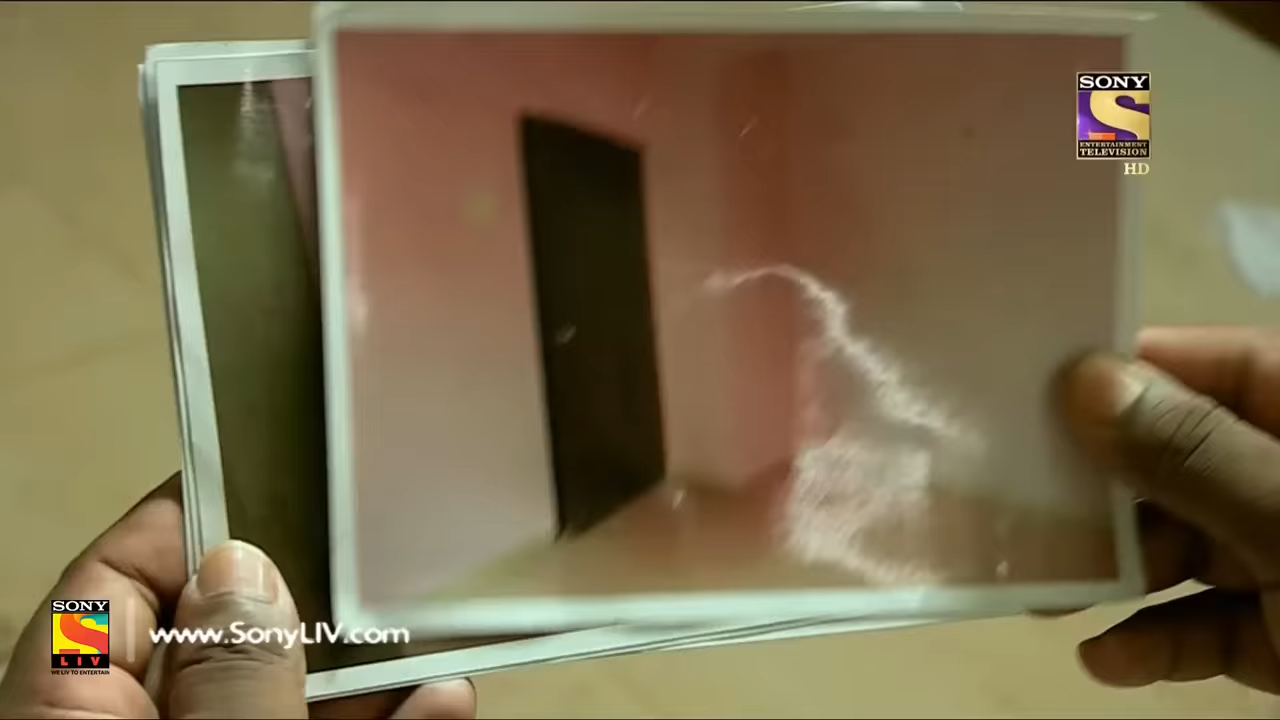 SONY
ENTERTAINMENT
TELEVISION
HD
SONY
LIV
WE LIV TO ENTERTAIN
www.SonyLIV.com